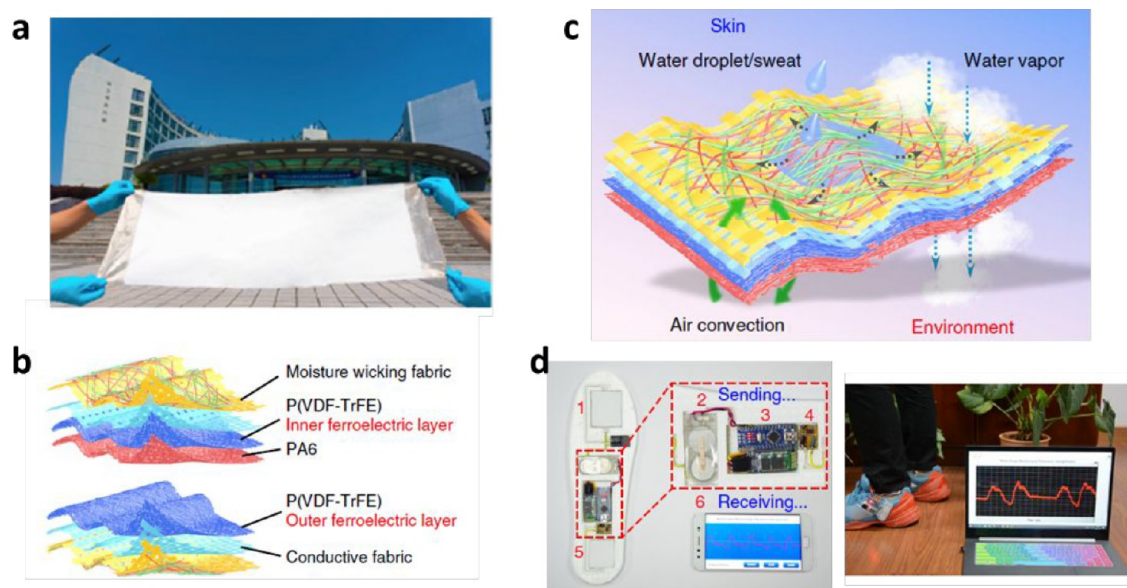 a
c
Skin
Water droplet/sweat
Water vapor
Air convection
Environment
b
Moisture wicking fabric
P(VDF-TrFE)
Inner ferroelectric layer
PA6
P(VDF-TrFE)
Outer ferroelectric layer
Conductive fabric
d
1
2
Sending...
3
4
5
6
Receiving...